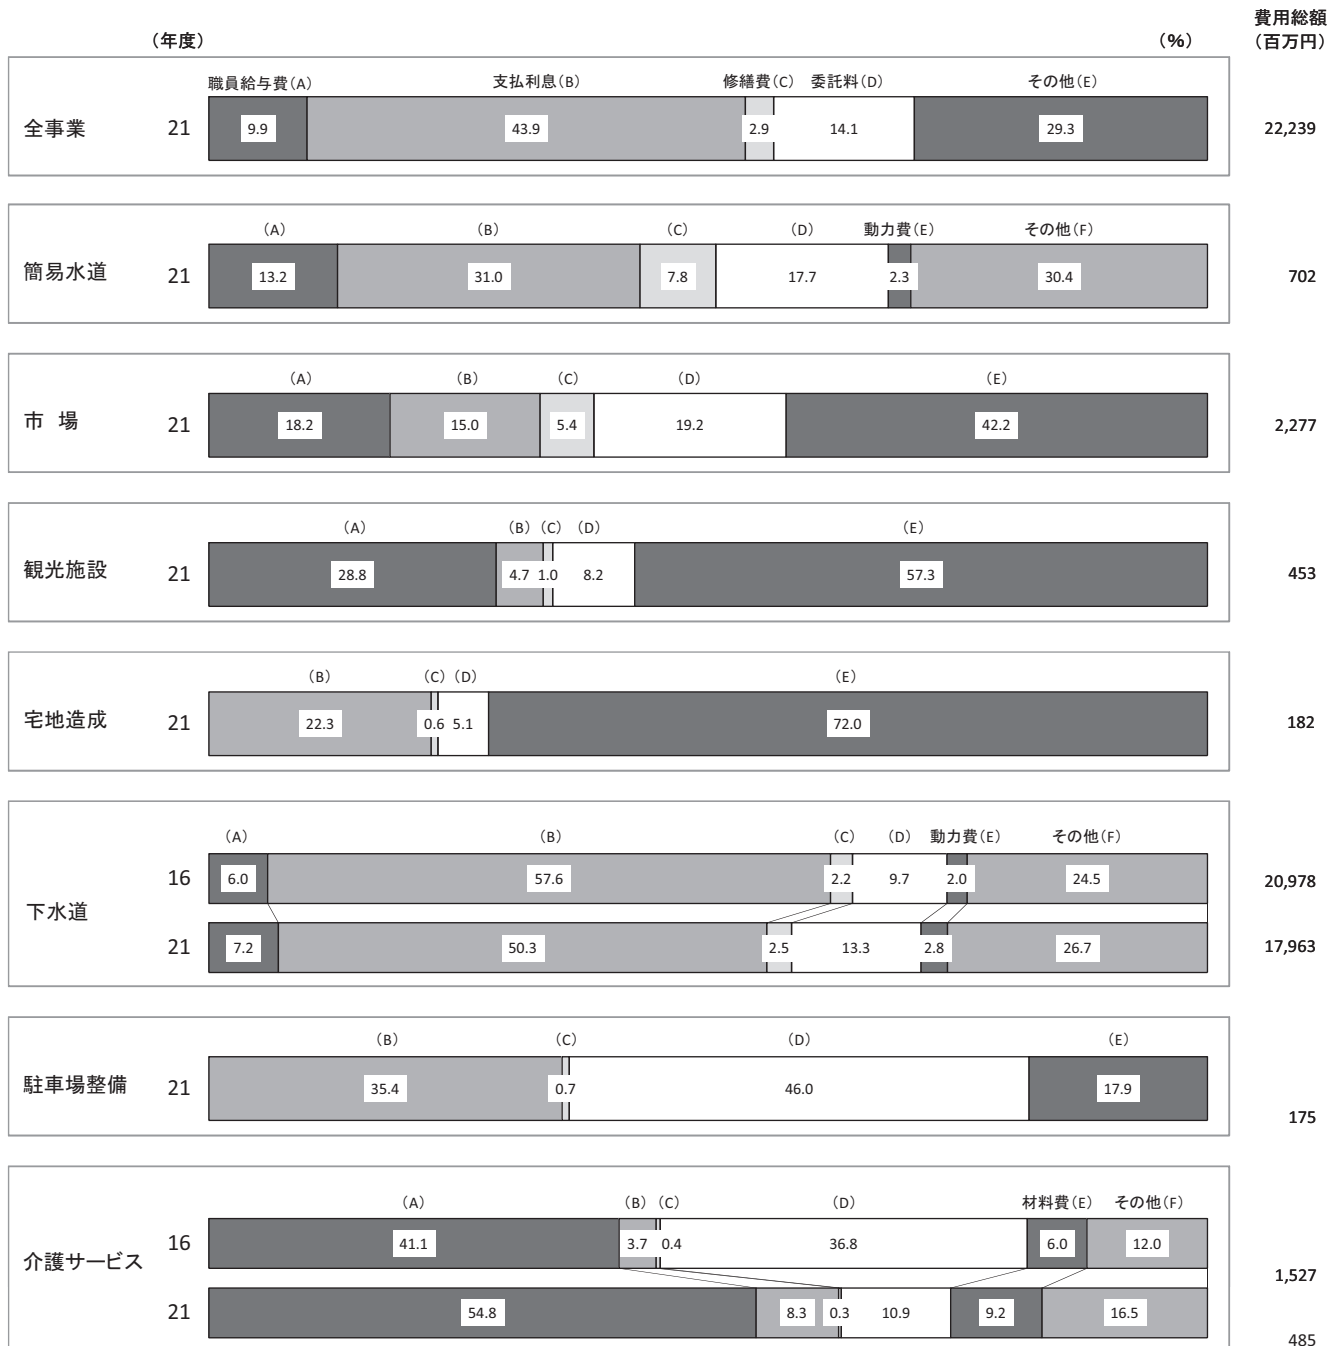 費用総額
（年度） （％） （百万円）
職員給与費（A） 支払利息（B） 修繕費（C） 委託料（D） その他（E）
全事業 21 9.9 43.9 2.9 14.1 29.3 22,239
（A） （B） （C） （D） 動力費（E） その他（F）
簡易水道 21 13.2 31.0 7.8 17.7 2.3 30.4 702
（A） （B） （C） （D） （E）
市 場 21 18.2 15.0 5.4 19.2 42.2 2,277
（A） （B） （C） （D） （E）
観光施設 21 28.8 4.7 1.0 8.2 57.3 453
（B） （C） （D） （E）
宅地造成 21 22.3 0.6 5.1 72.0 182
（A） （B） （C） （D） 動力費（E） その他（F）
16 6.0 57.6 2.2 9.7 2.0 24.5 20,978
下水道
21 7.2 50.3 2.5 13.3 2.8 26.7 17,963
（B） （C） （D） （E）
駐車場整備 21 35.4 0.7 46.0 17.9
175
（A） （B） （C） （D） 材料費（E） その他（F）
16 41.1 3.7 0.4 36.8 6.0 12.0
介護サービス 1,527
21 54.8 8.3 0.3 10.9 9.2 16.5
485